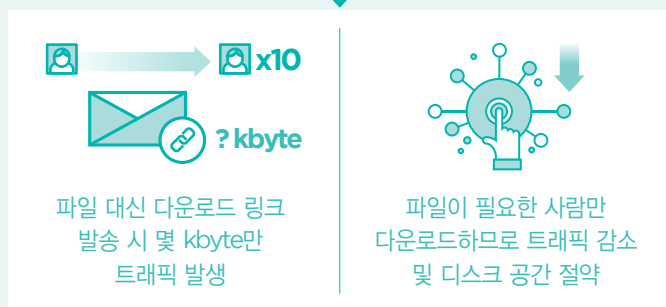 x10
? kbyte
파일 대신 다운로드 링크
발송 시 몇 kbyte만
트래픽 발생
파일이 필요한 사람만
다운로드하므로 트래픽 감소
및 디스크 공간 절약